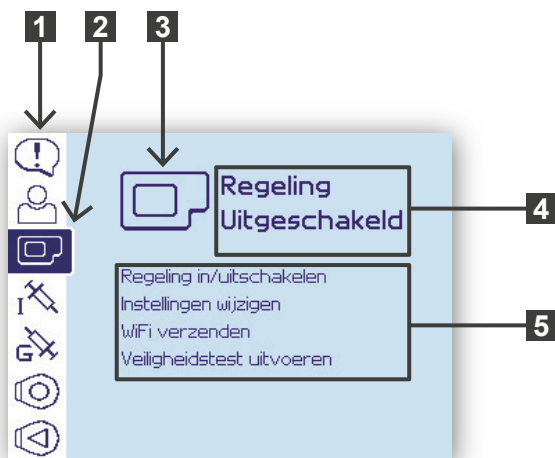 1 2 3
Regeling
Uitgeschakeld
4
Regeling in/uitschakelen
Instellingen wijzigen
WiFi verzenden
Veiligheidstest uitvoeren
5
I
G